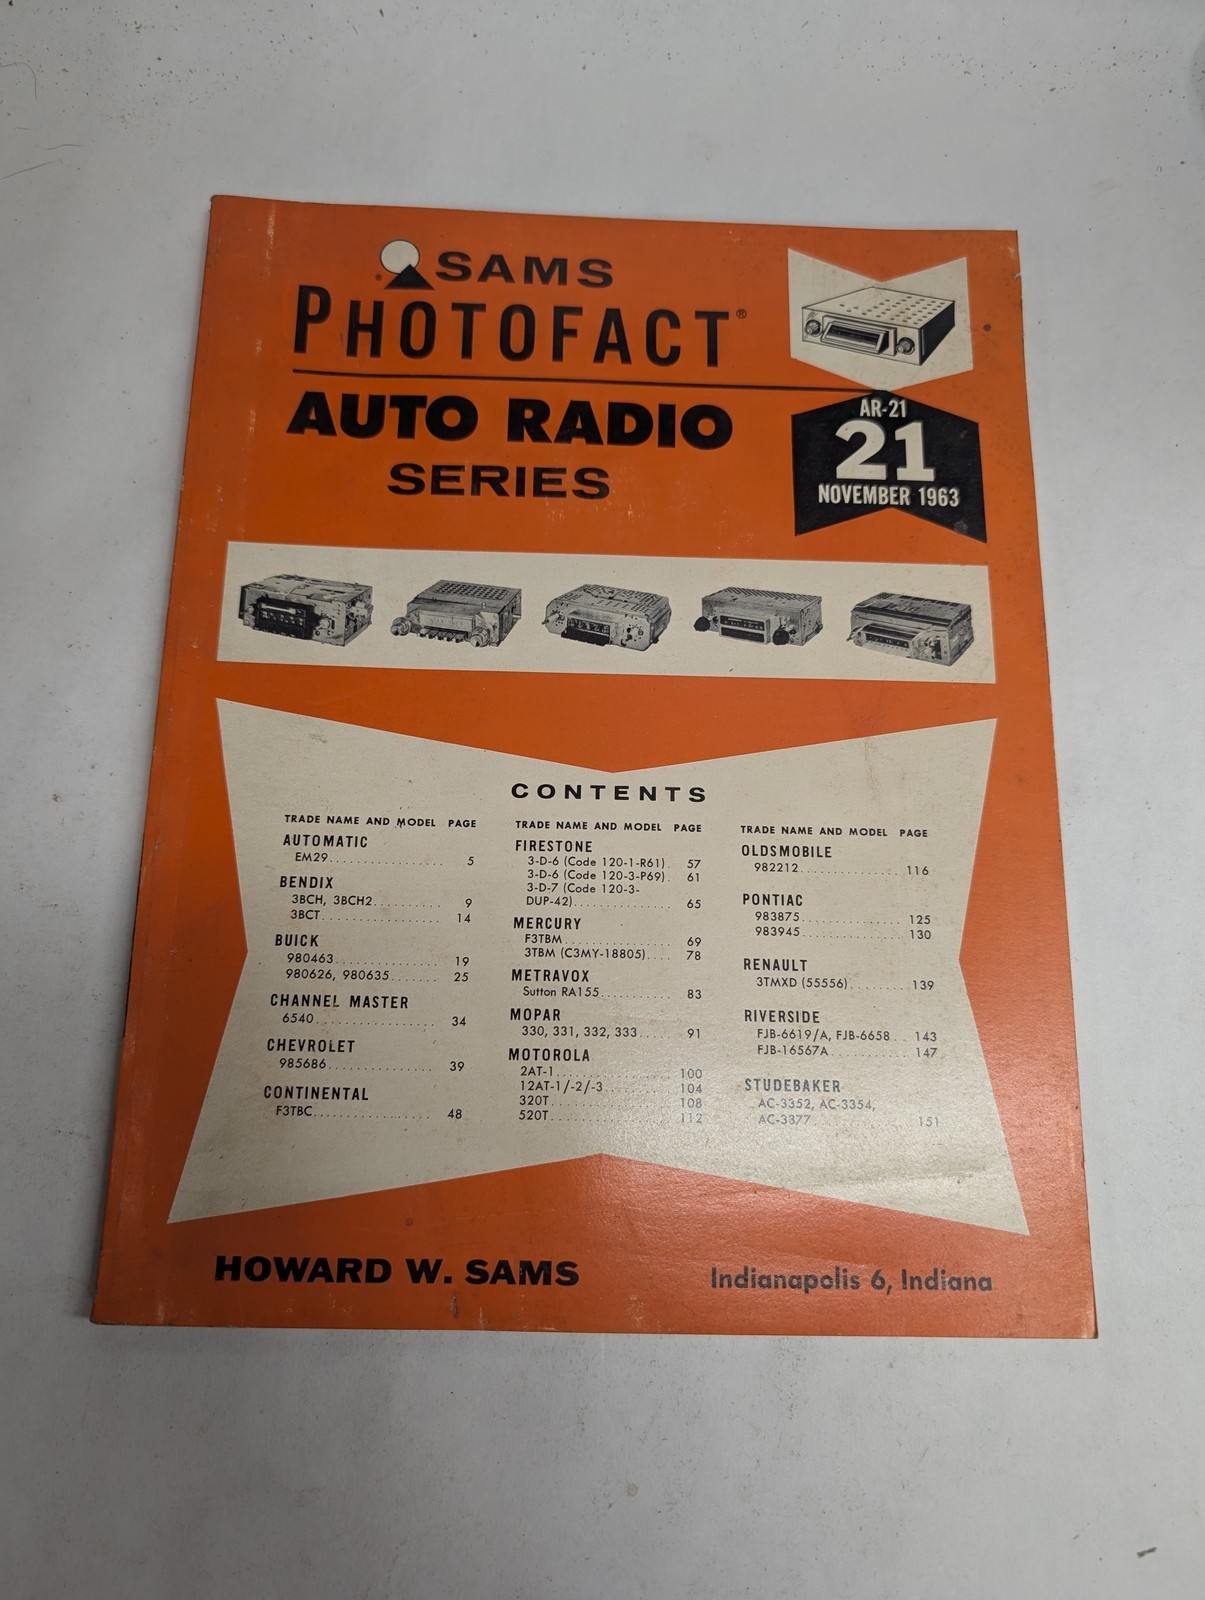 SAMS
PHOTOFACT®
AUTO RADIO
SERIES
AR-21
21
NOVEMBER 1963
CONTENTS
TRADE NAME AND MODEL PAGE
AUTOMATIC
EM29................ 5
BENDIX
3BCH, 3BCH2.......... 9
3BCT................ 14
BUICK
980463.............. 19
980626, 980635....... 25
CHANNEL MASTER
6540................ 34
CHEVROLET
985686.............. 39
CONTINENTAL
F3TBC............... 48
TRADE NAME AND MODEL PAGE
FIRESTONE
3-D-6 (Code 120-1-R61). 57
3-D-6 (Code 120-3-P69). 61
3-D-7 (Code 120-3-
DUP-42).............. 65
MERCURY
F3TBM............... 69
3TBM (C3MY-18805).... 78
METRAVOX
Sutton RA155.......... 83
MOPAR
330, 331, 332, 333.... 91
MOTOROLA
2AT-1............... 100
12AT-1/-2/-3......... 104
320T................ 108
520T................ 112
TRADE NAME AND MODEL PAGE
OLDSMOBILE
982212.............. 116
PONTIAC
983875.............. 125
983945.............. 130
RENAULT
3TMXD (55556)........ 139
RIVERSIDE
FJB-6619/A, FJB-6658.. 143
FJB-16567A.......... 147
STUDEBAKER
AC-3352, AC-3354,
AC-3377............. 151
HOWARD W. SAMS
Indianapolis 6, Indiana